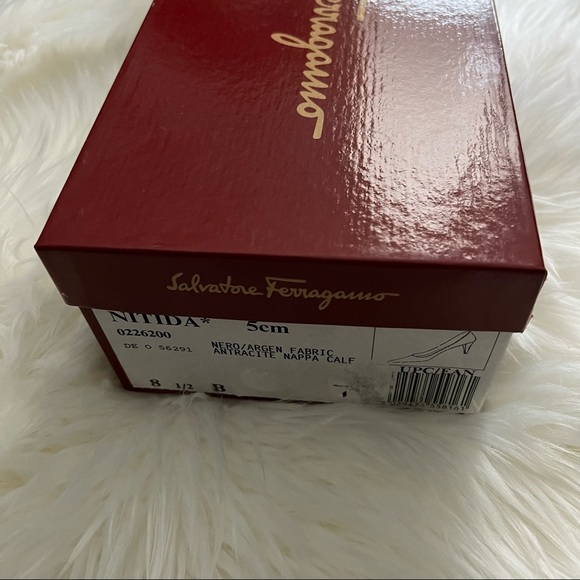 Ferragamo
Salvatore Ferragamo
NITIDA* 5cm
0226200
DE O 56291 NERO/ARGEN FABRIC
ANTRACITE NAPPA CALF
8 1/2 B
UPC/EAN